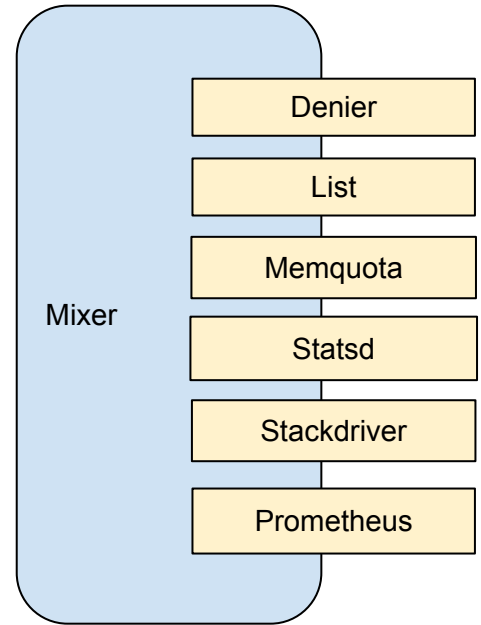 Denier
List
Memquota
Mixer
Statsd
Stackdriver
Prometheus